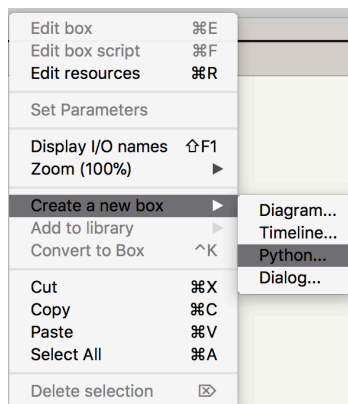 Edit box ⌘E
Edit box script ⌘F
Edit resources ⌘R
Set Parameters
Display I/O names ⇧F1
Zoom (100%) ▶
Create a new box ▶
Diagram...
Timeline...
Python...
Dialog...
Add to library ▶
Convert to Box ^K
Cut ⌘X
Copy ⌘C
Paste ⌘V
Select All ⌘A
Delete selection ⌦